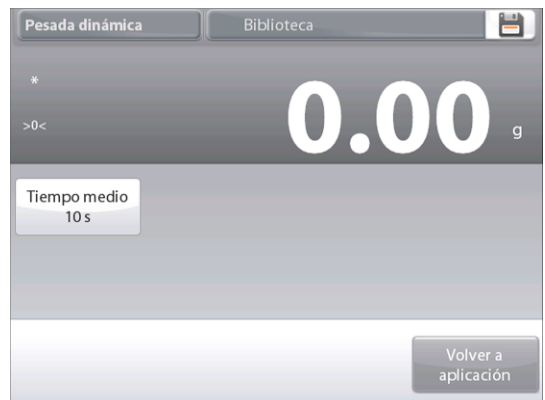 Pesada dinámica
Biblioteca
*
>0<
0.00 g
Tiempo medio
10 s
Volver a
aplicación